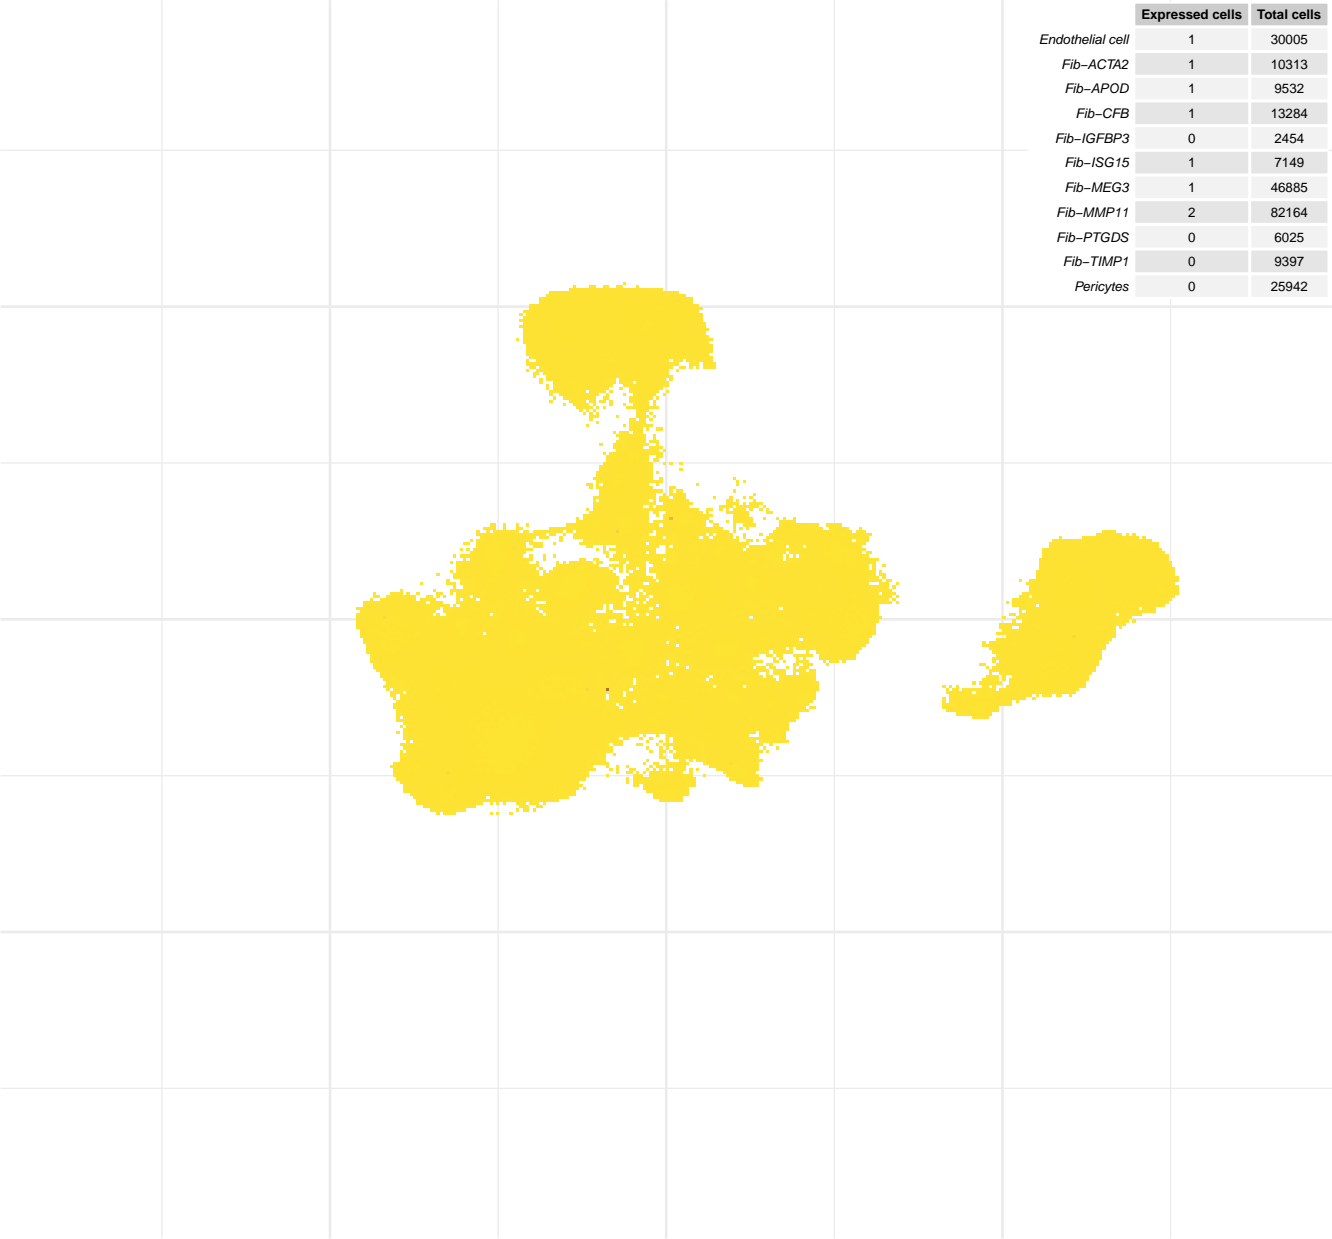 Expressed cells Total cells
Endothelial cell 1 30005
Fib−ACTA2 1 10313
Fib−APOD 1 9532
Fib−CFB 1 13284
Fib−IGFBP3 0 2454
Fib−ISG15 1 7149
Fib−MEG3 1 46885
Fib−MMP11 2 82164
Fib−PTGDS 0 6025
Fib−TIMP1 0 9397
Pericytes 0 25942